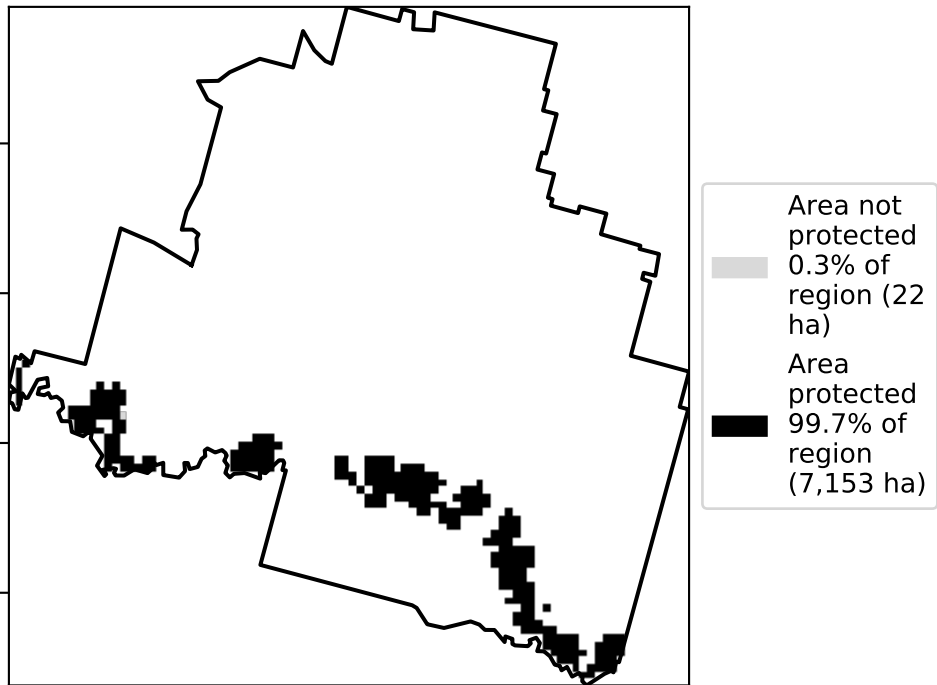 Area not
protected
0.3% of
region (22
ha)
Area
protected
99.7% of
region
(7,153 ha)